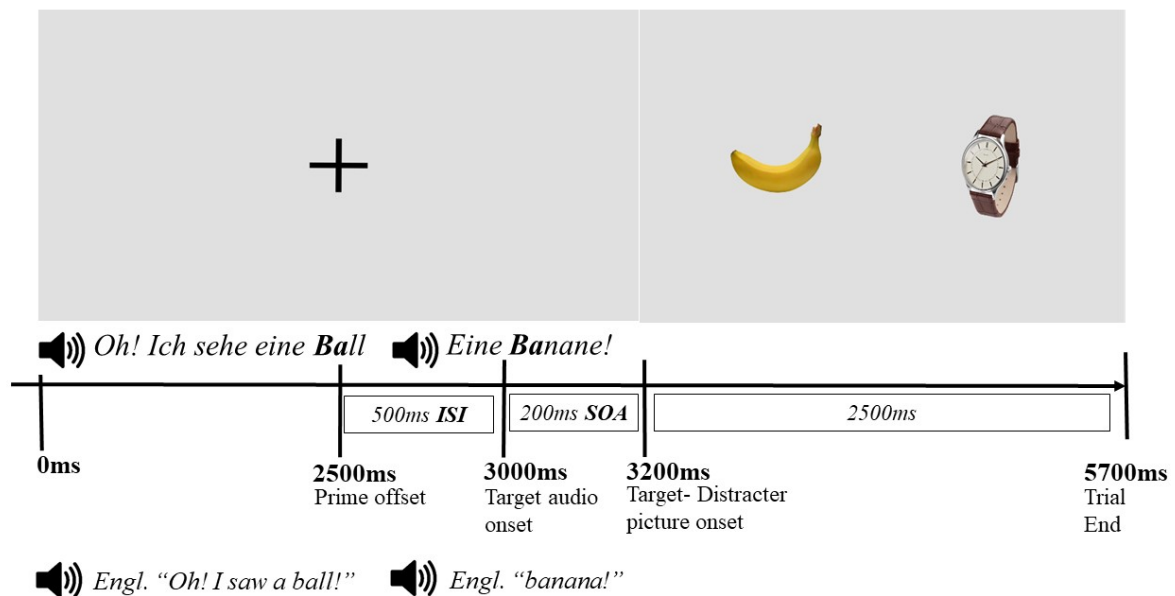 Oh! Ich sehe eine Ball
Eine Banane!
500ms ISI
200ms SOA
2500ms
0ms
2500ms
Prime offset
3000ms
Target audio
onset
3200ms
Target- Distracter
picture onset
5700ms
Trial
End
Engl. “Oh! I saw a ball!”
Engl. “banana!”